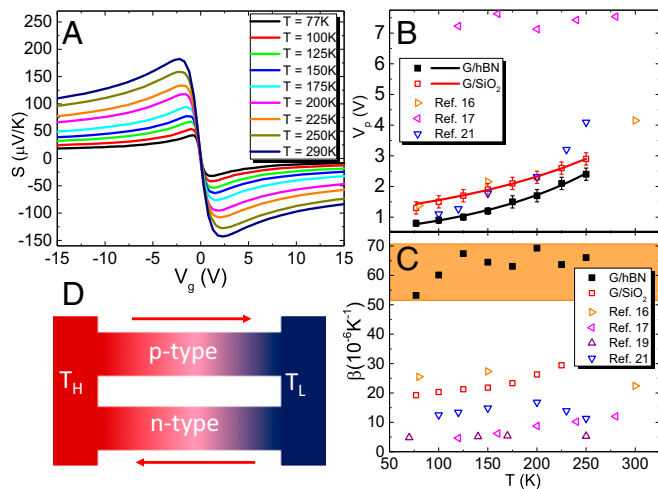 A
S (µV/K)
250
200
150
100
50
0
-50
-100
-150
T = 77K
T = 100K
T = 125K
T = 150K
T = 175K
T = 200K
T = 225K
T = 250K
T = 290K
-15 -10 -5 0 5 10 15
V_g (V)
B
V_p (V)
7
6
5
4
3
2
1
G/hBN
G/SiO₂
Ref. 16
Ref. 17
Ref. 21
C
β(10⁻⁶K⁻¹)
70
60
50
40
30
20
10
0
G/hBN
G/SiO₂
Ref. 16
Ref. 17
Ref. 19
Ref. 21
50 100 150 200 250 300
T (K)
D
p-type
T_H T_L
n-type